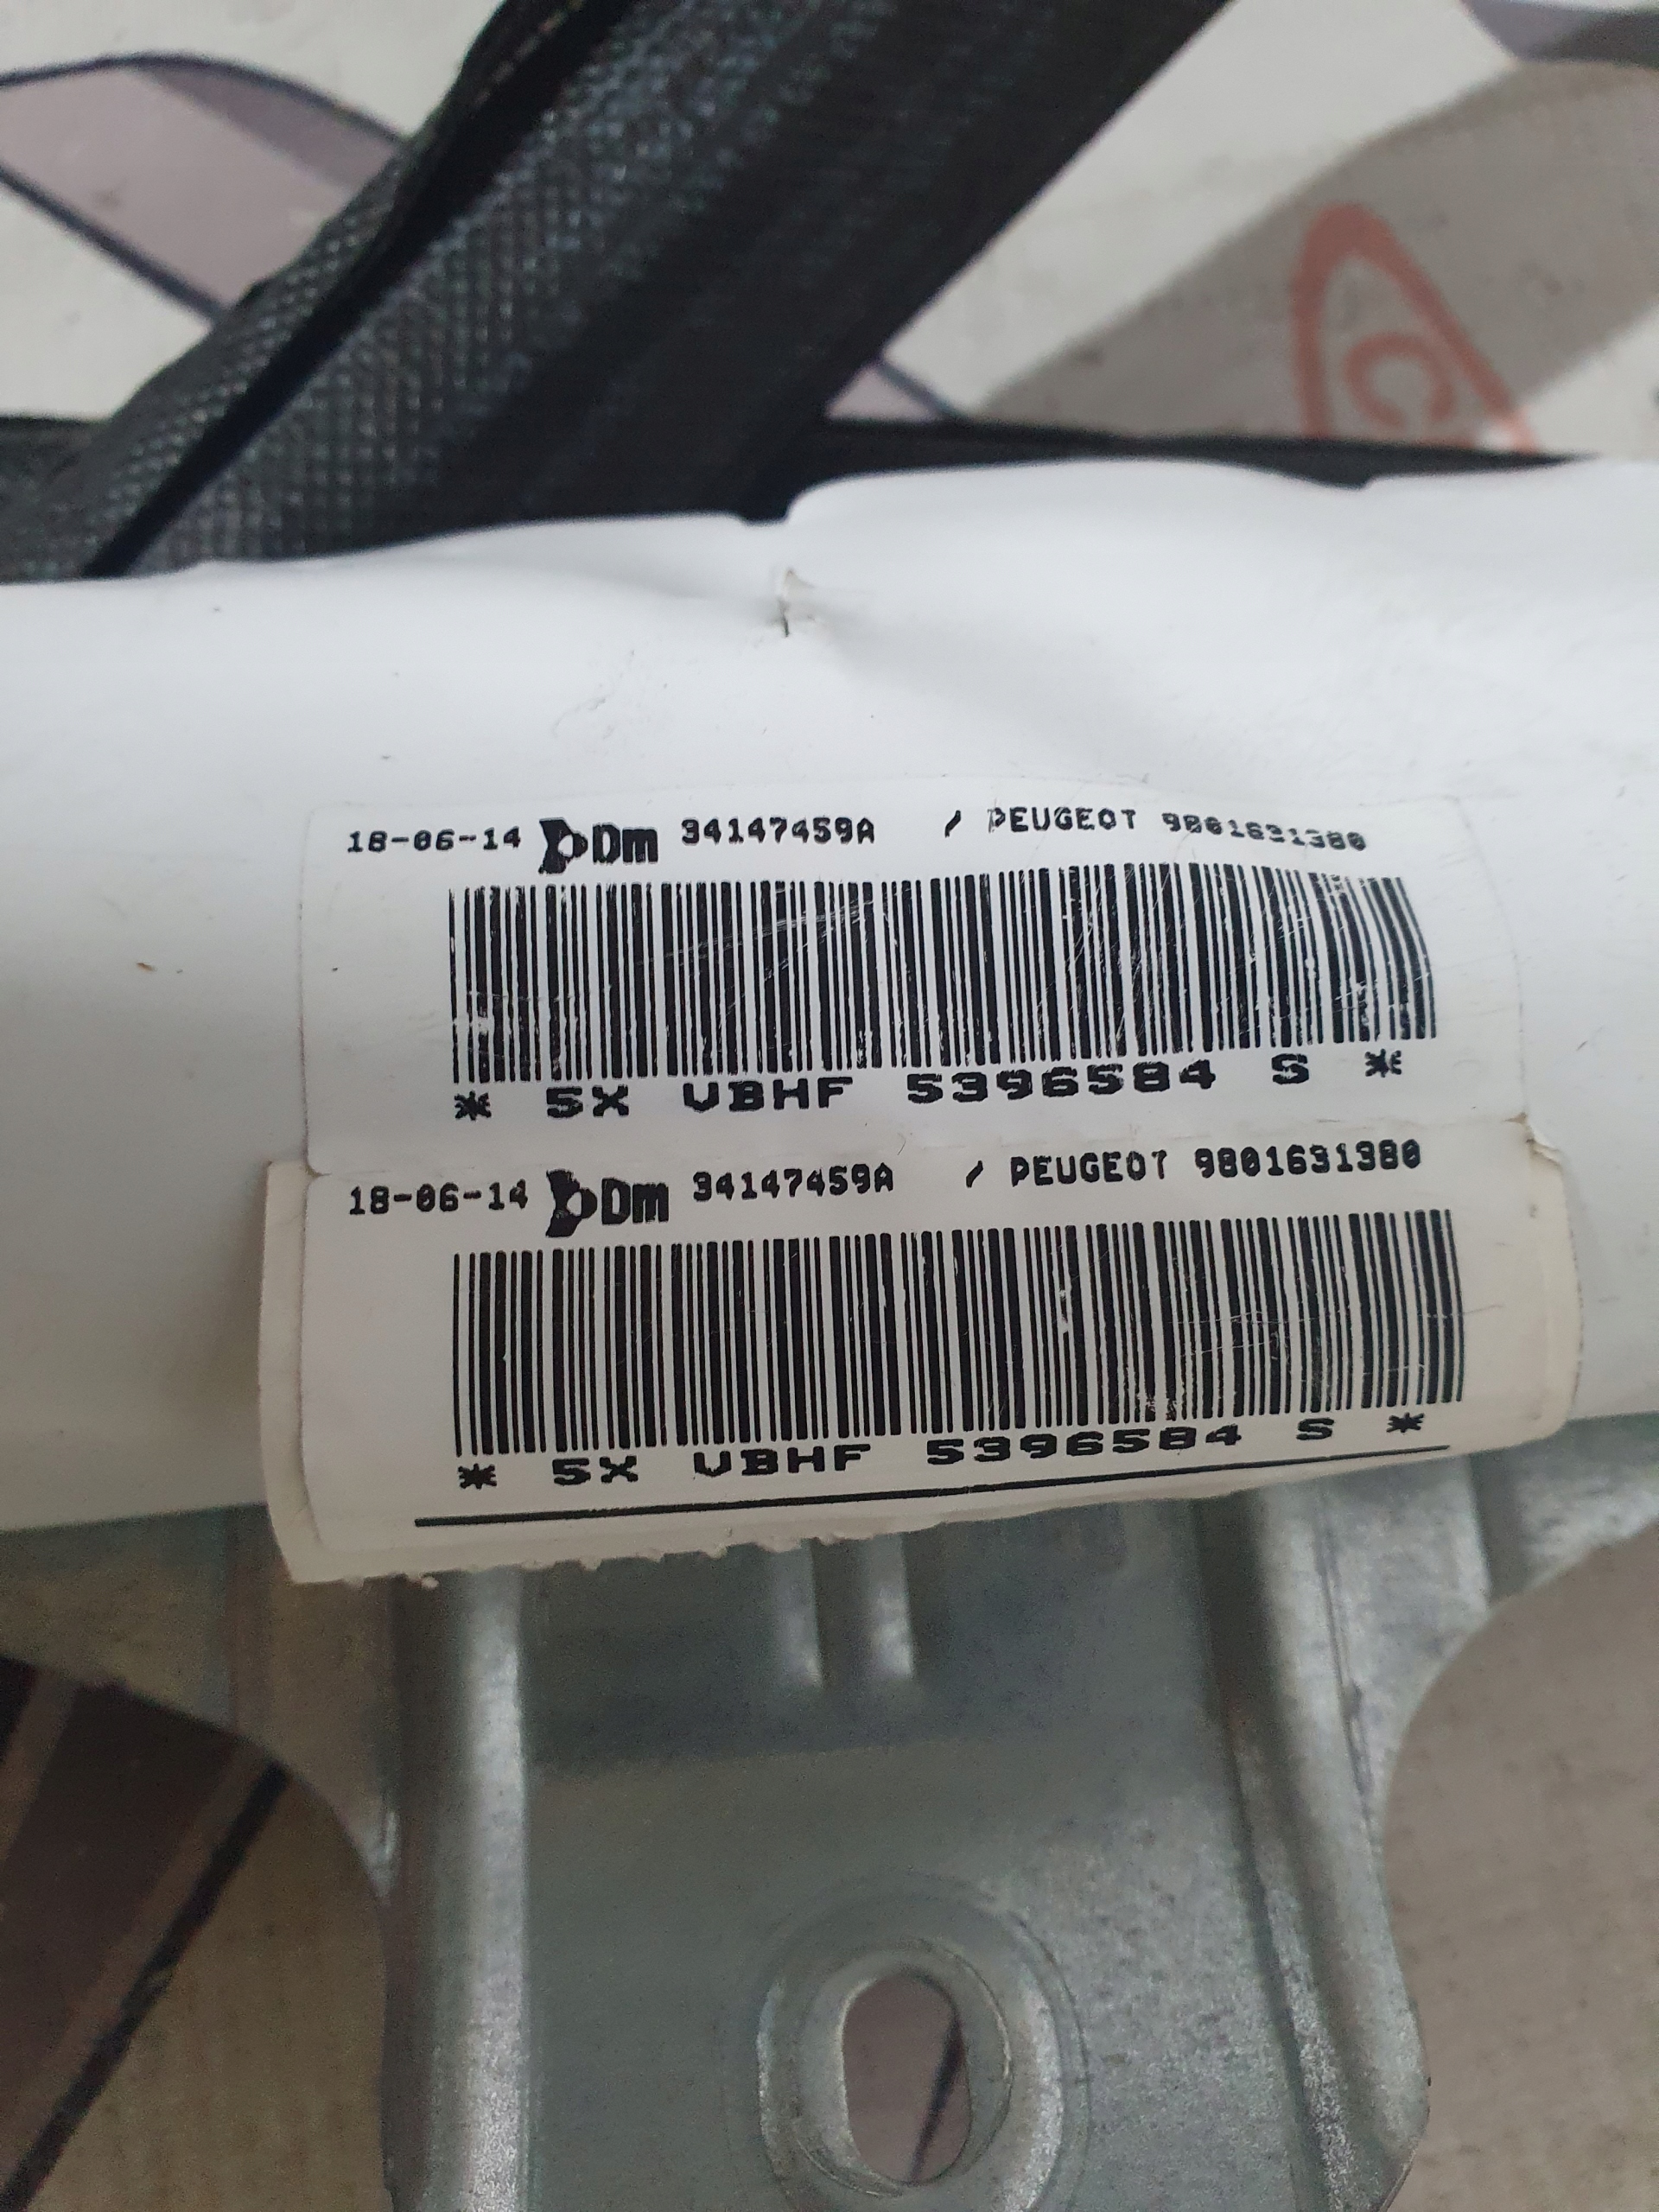 C
18-06-14 Dm 34147459A / PEUGEOT 9801631380
* 5X VBHF 5396584 S *
18-06-14 Dm 34147459A / PEUGEOT 9801631380
* 5X VBHF 5396584 S *